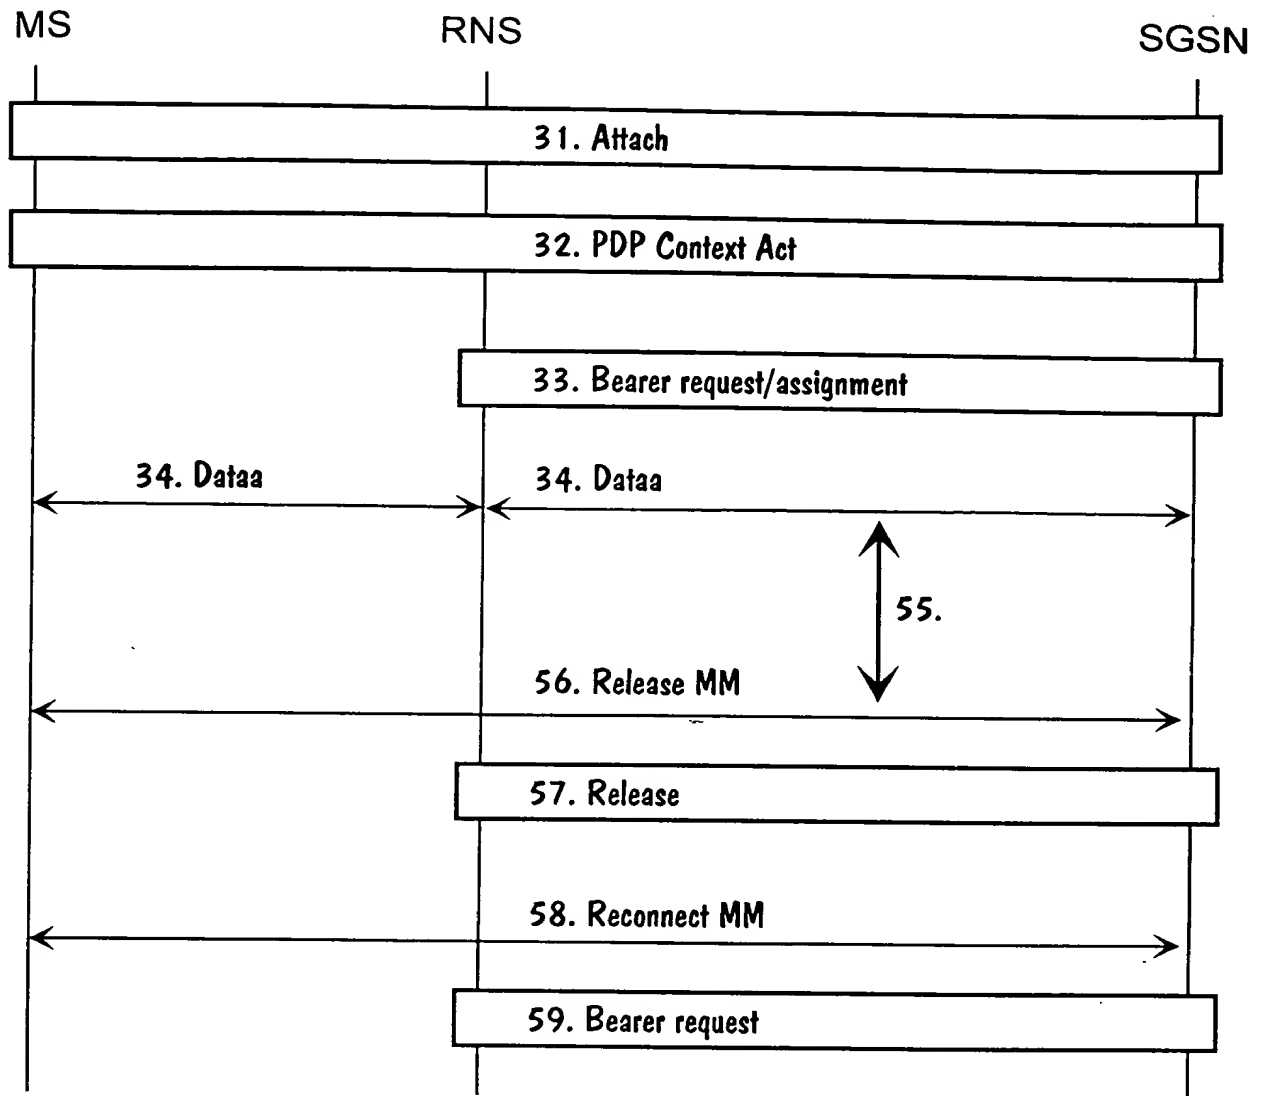 MS
RNS
SGSN
31. Attach
32. PDP Context Act
33. Bearer request/assignment
34. Dataa
34. Dataa
55.
56. Release MM
57. Release
58. Reconnect MM
59. Bearer request